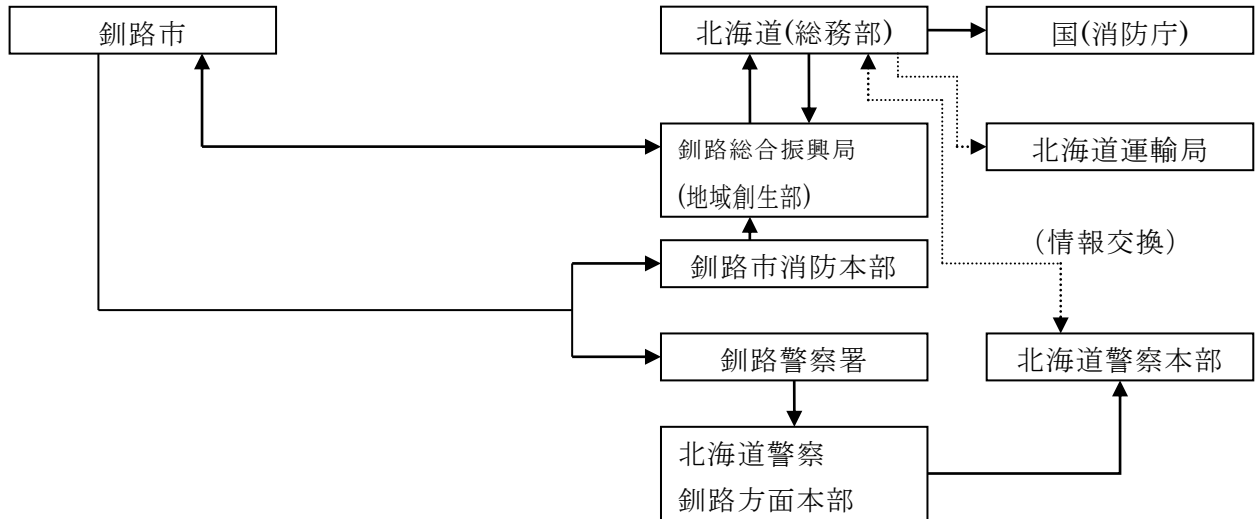 釧路市
北海道(総務部)
国(消防庁)
釧路総合振興局
(地域創生部)
北海道運輸局
(情報交換)
釧路市消防本部
釧路警察署
北海道警察本部
北海道警察
釧路方面本部